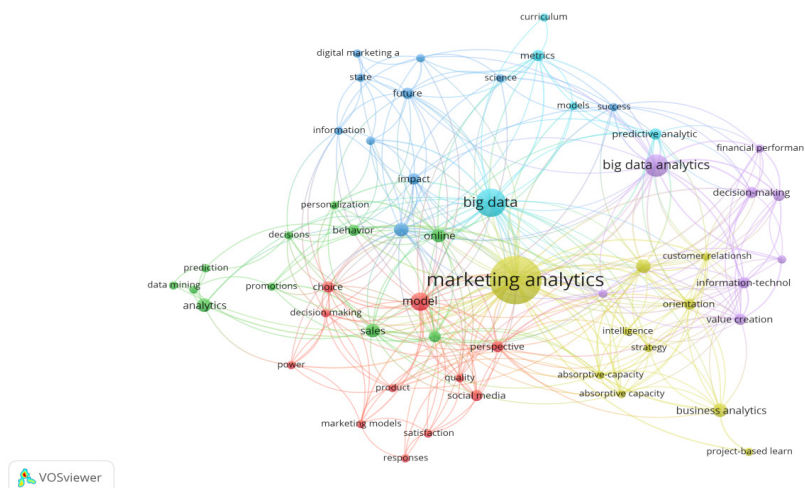 curriculum
digital marketing a
metrics
state
science
future
models
success
information
predictive analytic
financial performan
big data analytics
impact
decision-making
personalization
big data
behavior
online
decisions
customer relationsh
prediction
marketing analytics
data mining
promotions
choice
information-technol
analytics
model
orientation
decision making
value creation
sales
intelligence
perspective
strategy
power
quality
absorptive-capacity
product
social media
absorptive capacity
business analytics
marketing models
satisfaction
project-based learn
responses
VOSviewer